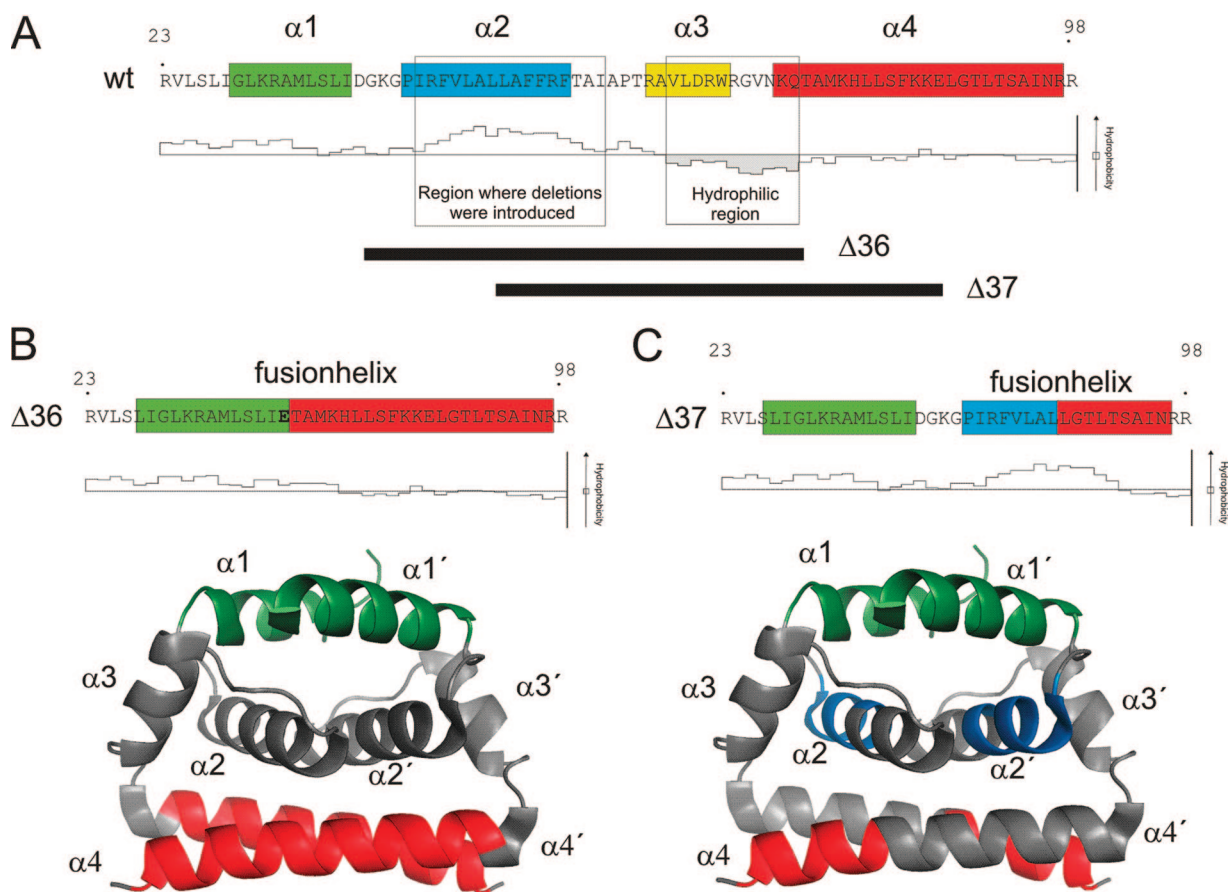 A
23
α1
α2
α3
α4
98
wt
RVLSLIGLKRAMLSLIDGKGPIRFVLALLAFFRFTAIAPTRAVLDRWRGVNKQTAMKHLLSFKKELGTLTSAINRR
Hydrophobicity
Region where deletions
were introduced
Hydrophilic
region
Δ36
Δ37
B
23
fusionhelix
98
Δ36
RVLSLIGLKRAMLSLIETAMKHLLSFKKELGTLTSAINRR
Hydrophobicity
α1
α1´
α3
α3´
α2
α2´
α4
α4´
C
23
98
fusionhelix
Δ37
RVLSLIGLKRAMLSLIDGKGPIRFVLALLGTLTSAINRR
Hydrophobicity
α1
α1´
α3
α3´
α2
α2´
α4
α4´